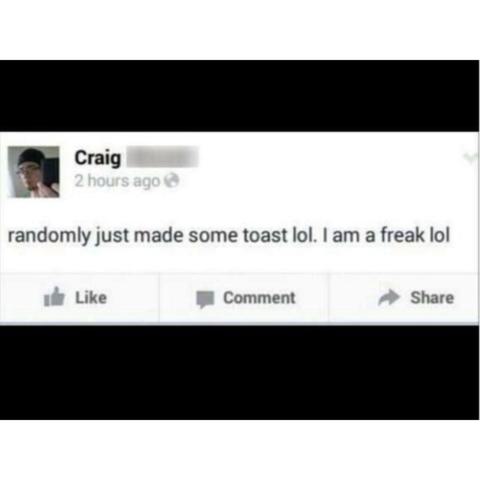 Craig
2 hours ago
randomly just made some toast lol. I am a freak lol
Like
Comment
Share